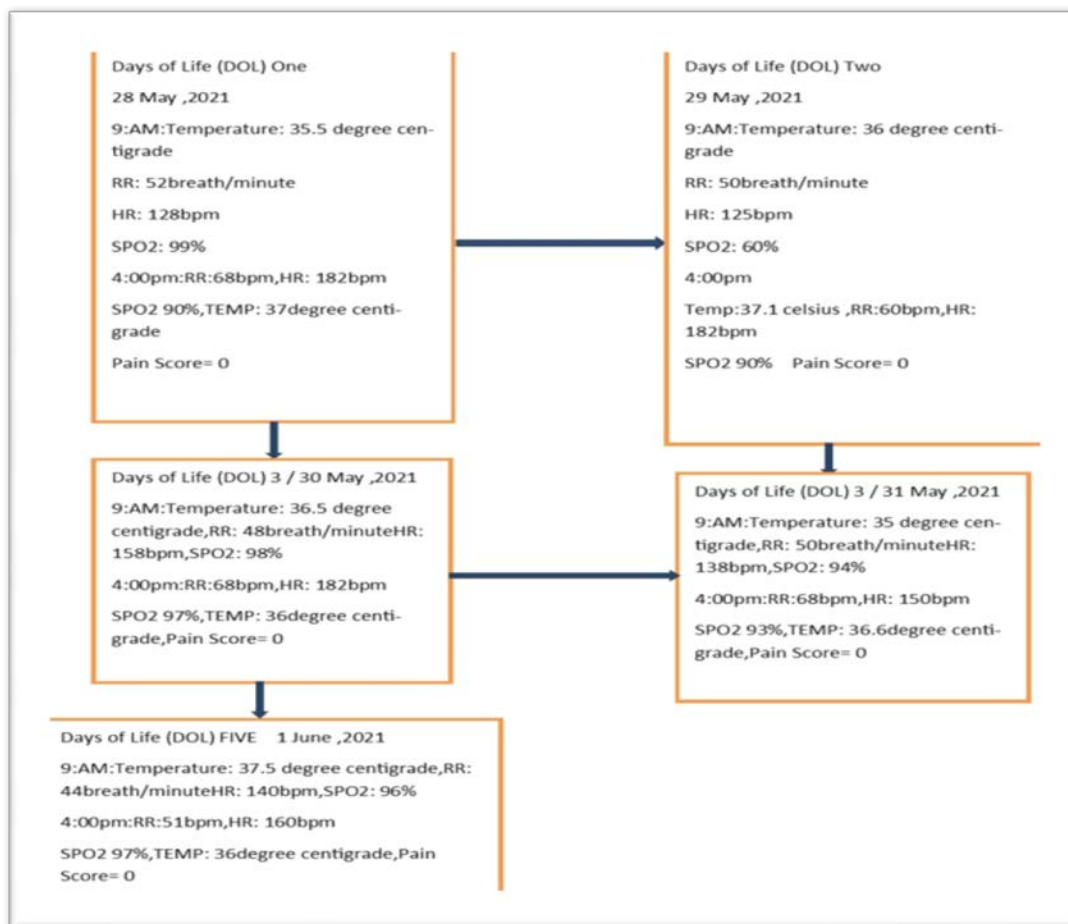 Days of Life (DOL) One
28 May ,2021
9:AM:Temperature: 35.5 degree cen-
tigrade
RR: 52breath/minute
HR: 128bpm
SPO2: 99%
4:00pm:RR:68bpm,HR: 182bpm
SPO2 90%,TEMP: 37degree centi-
grade
Pain Score= 0
Days of Life (DOL) Two
29 May ,2021
9:AM:Temperature: 36 degree centi-
grade
RR: 50breath/minute
HR: 125bpm
SPO2: 60%
4:00pm
Temp:37.1 celsius ,RR:60bpm,HR:
182bpm
SPO2 90% Pain Score= 0
Days of Life (DOL) 3 / 30 May ,2021
9:AM:Temperature: 36.5 degree
centigrade,RR: 48breath/minuteHR:
158bpm,SPO2: 98%
4:00pm:RR:68bpm,HR: 182bpm
SPO2 97%,TEMP: 36degree centi-
grade,Pain Score= 0
Days of Life (DOL) 3 / 31 May ,2021
9:AM:Temperature: 35 degree cen-
tigrade,RR: 50breath/minuteHR:
138bpm,SPO2: 94%
4:00pm:RR:68bpm,HR: 150bpm
SPO2 93%,TEMP: 36.6degree centi-
grade,Pain Score= 0
Days of Life (DOL) FIVE 1 June ,2021
9:AM:Temperature: 37.5 degree centigrade,RR:
44breath/minuteHR: 140bpm,SPO2: 96%
4:00pm:RR:51bpm,HR: 160bpm
SPO2 97%,TEMP: 36degree centigrade,Pain
Score= 0